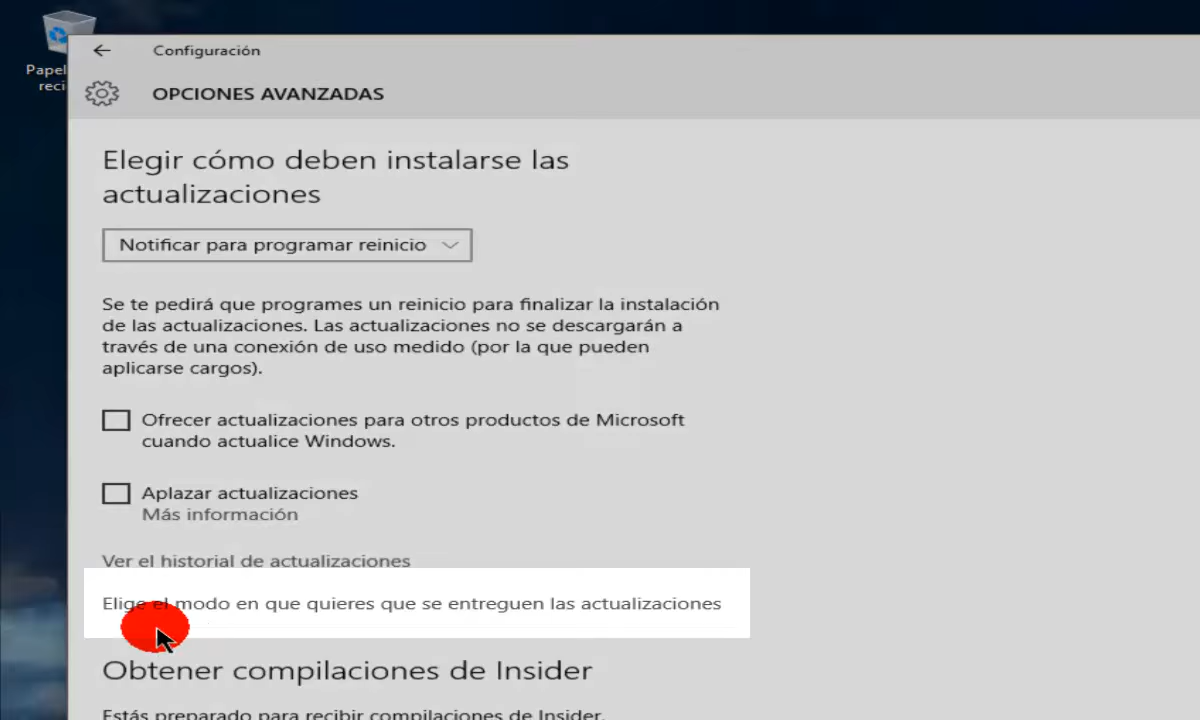 Papel
reci
Configuración
OPCIONES AVANZADAS
Elegir cómo deben instalarse las
actualizaciones
Notificar para programar reinicio
Se te pedirá que programes un reinicio para finalizar la instalación
de las actualizaciones. Las actualizaciones no se descargarán a
través de una conexión de uso medido (por la que pueden
aplicarse cargos).
Ofrecer actualizaciones para otros productos de Microsoft
cuando actualice Windows.
Aplazar actualizaciones
Más información
Ver el historial de actualizaciones
Elige el modo en que quieres que se entreguen las actualizaciones
Obtener compilaciones de Insider
Estás preparado para recibir compilaciones de Insider.